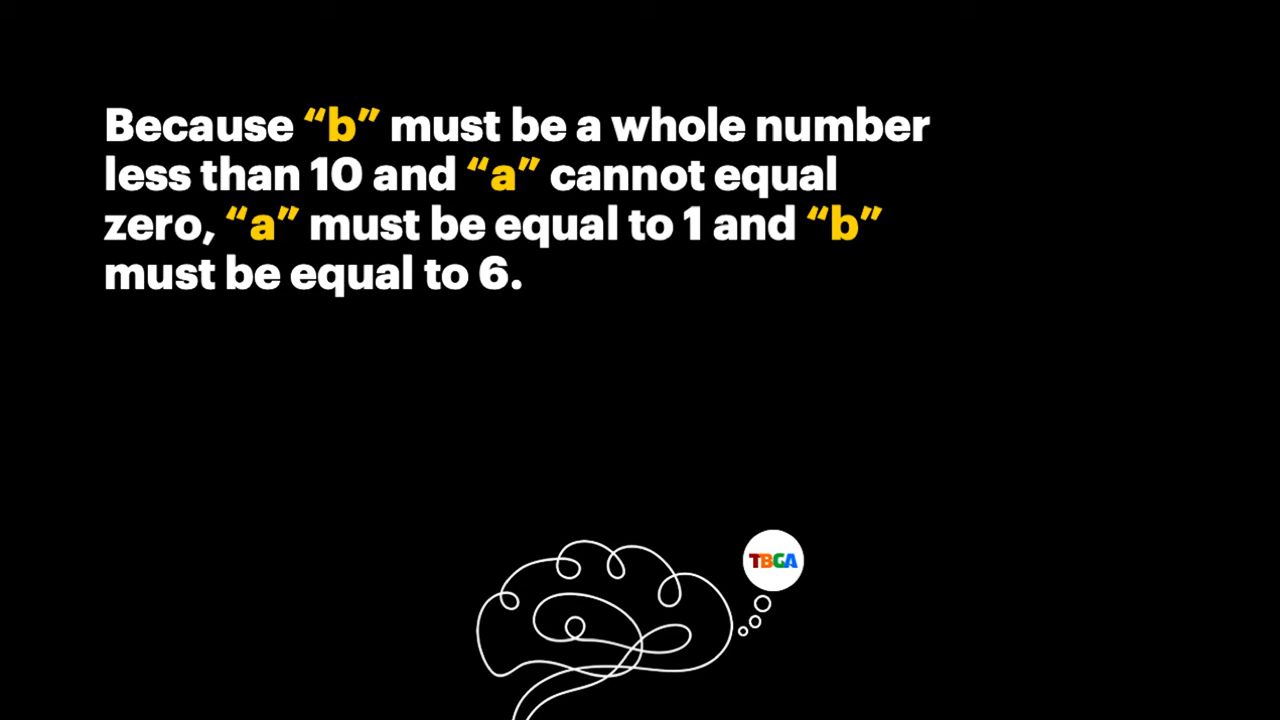 Because “b” must be a whole number
less than 10 and “a” cannot equal
zero, “a” must be equal to 1 and “b”
must be equal to 6.
TBGA